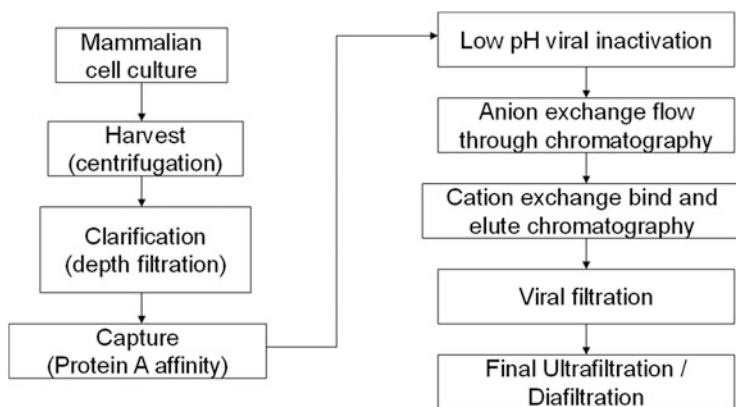 Mammalian
cell culture
Harvest
(centrifugation)
Clarification
(depth filtration)
Capture
(Protein A affinity)
Low pH viral inactivation
Anion exchange flow
through chromatography
Cation exchange bind and
elute chromatography
Viral filtration
Final Ultrafiltration /
Diafiltration